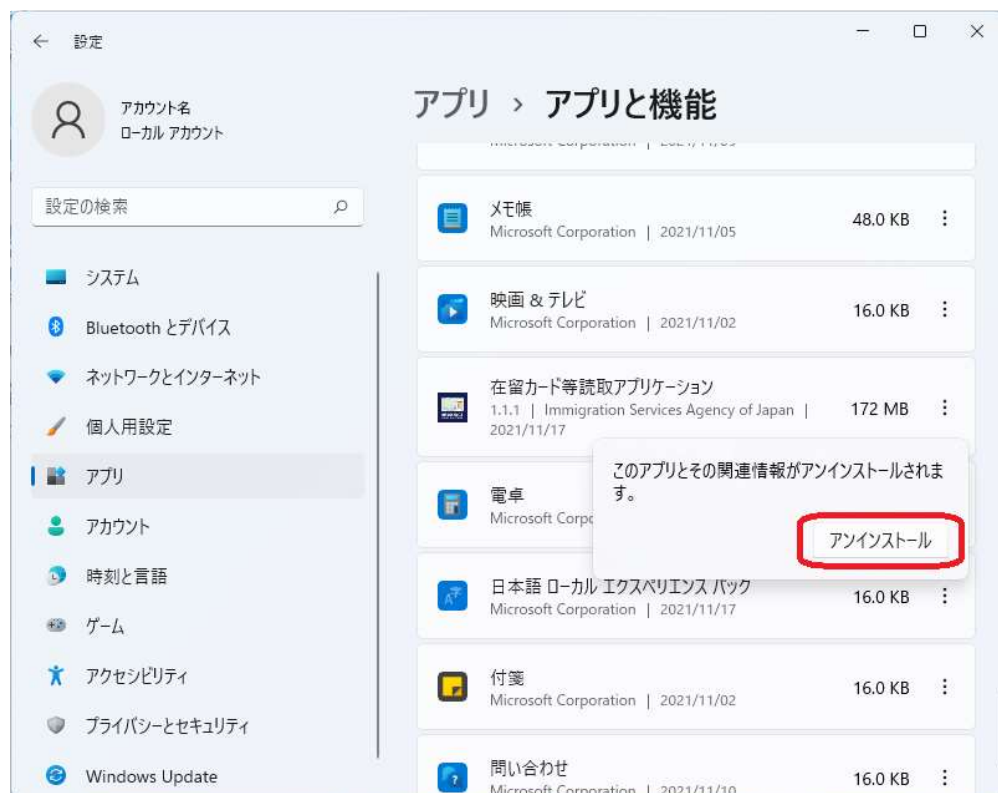 設定
アカウント名
ローカル アカウント
設定の検索
システム
Bluetooth とデバイス
ネットワークとインターネット
個人用設定
アプリ
アカウント
時刻と言語
ゲーム
アクセシビリティ
プライバシーとセキュリティ
Windows Update
アプリ › アプリと機能
Microsoft Corporation | 2021/11/05
メモ帳
48.0 KB
Microsoft Corporation | 2021/11/05
映画 & テレビ
16.0 KB
Microsoft Corporation | 2021/11/02
在留カード等読取アプリケーション
1.1.1 | Immigration Services Agency of Japan |
172 MB
2021/11/17
このアプリとその関連情報がアンインストールされま
す。
アンインストール
電卓
Microsoft Corpo
日本語 ローカル エクスペリエンス パック
16.0 KB
Microsoft Corporation | 2021/11/17
付箋
16.0 KB
Microsoft Corporation | 2021/11/02
問い合わせ
16.0 KB
Microsoft Corporation | 2021/11/10